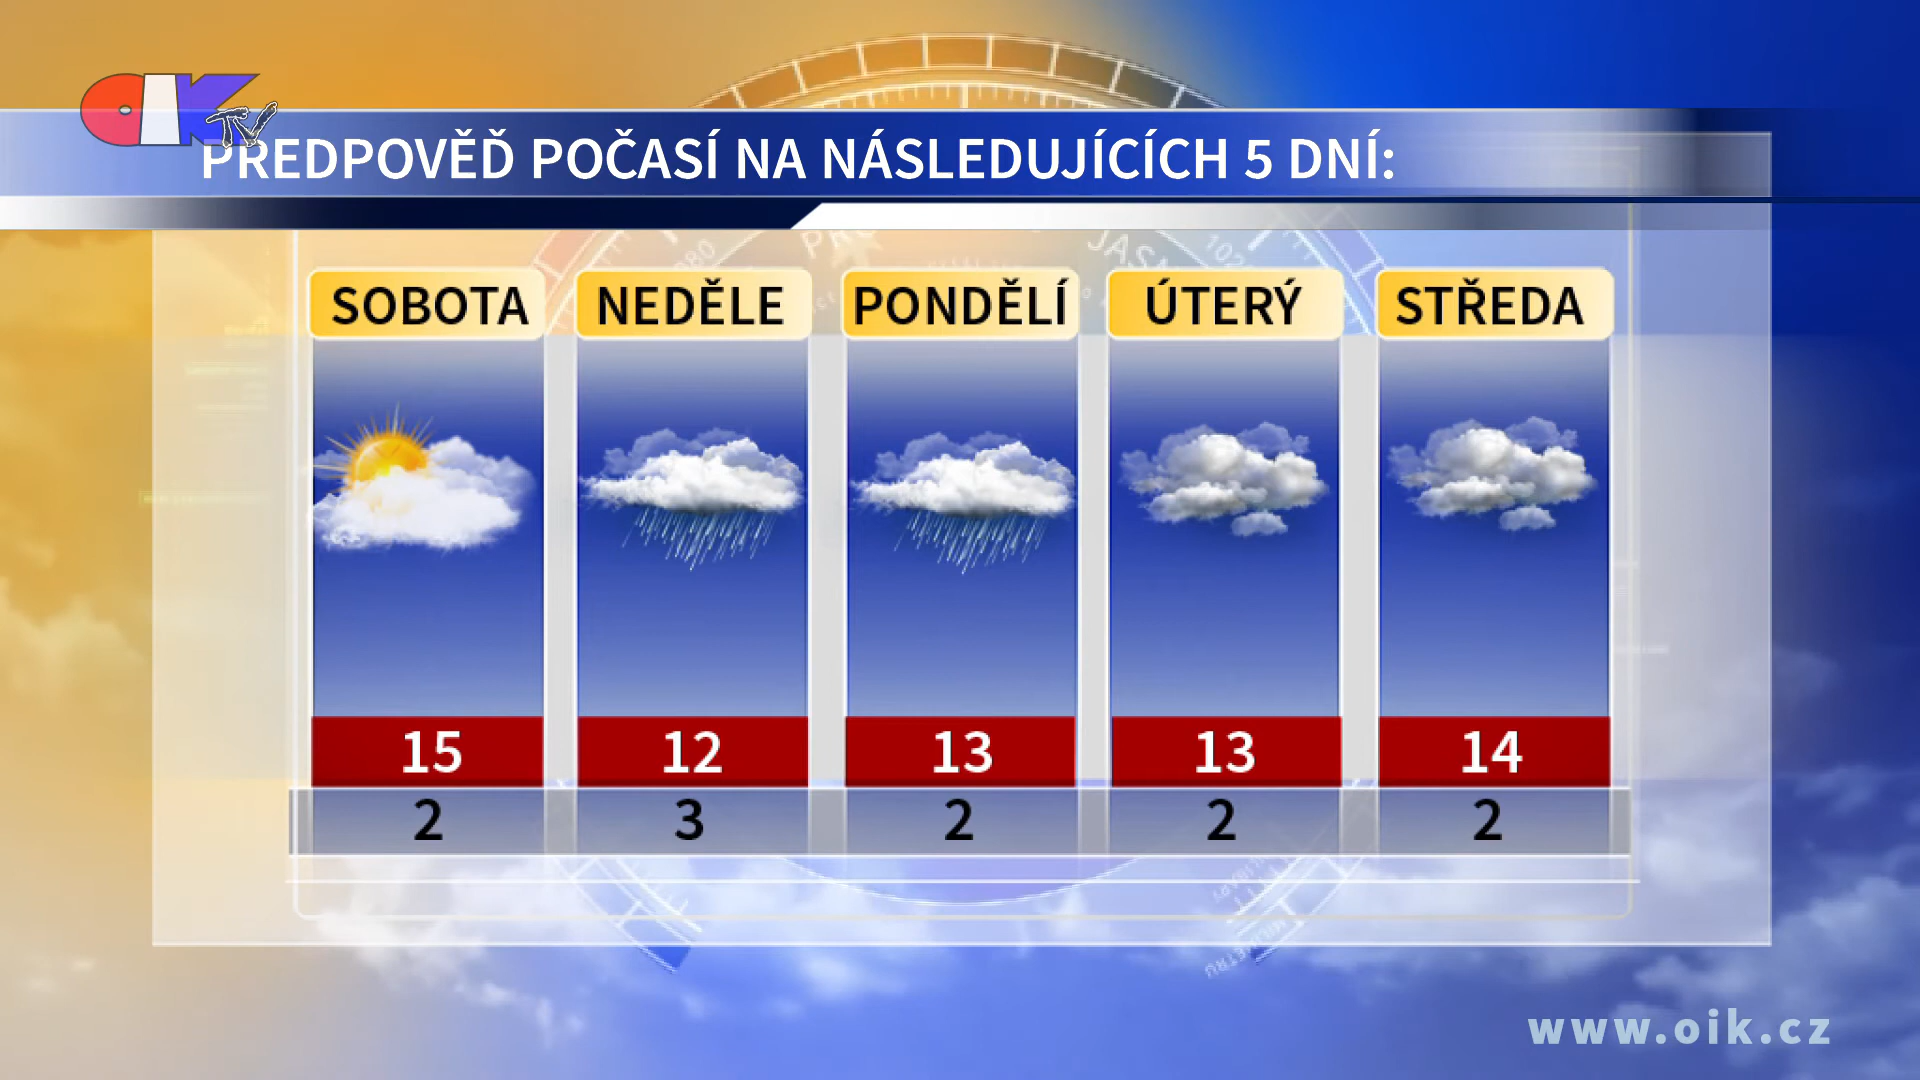 OIK TV
PŘEDPOVĚĎ POČASÍ NA NÁSLEDUJÍCÍCH 5 DNÍ:
SOBOTA NEDĚLE PONDĚLÍ ÚTERÝ STŘEDA
15 12 13 13 14
2 3 2 2 2
www.oik.cz